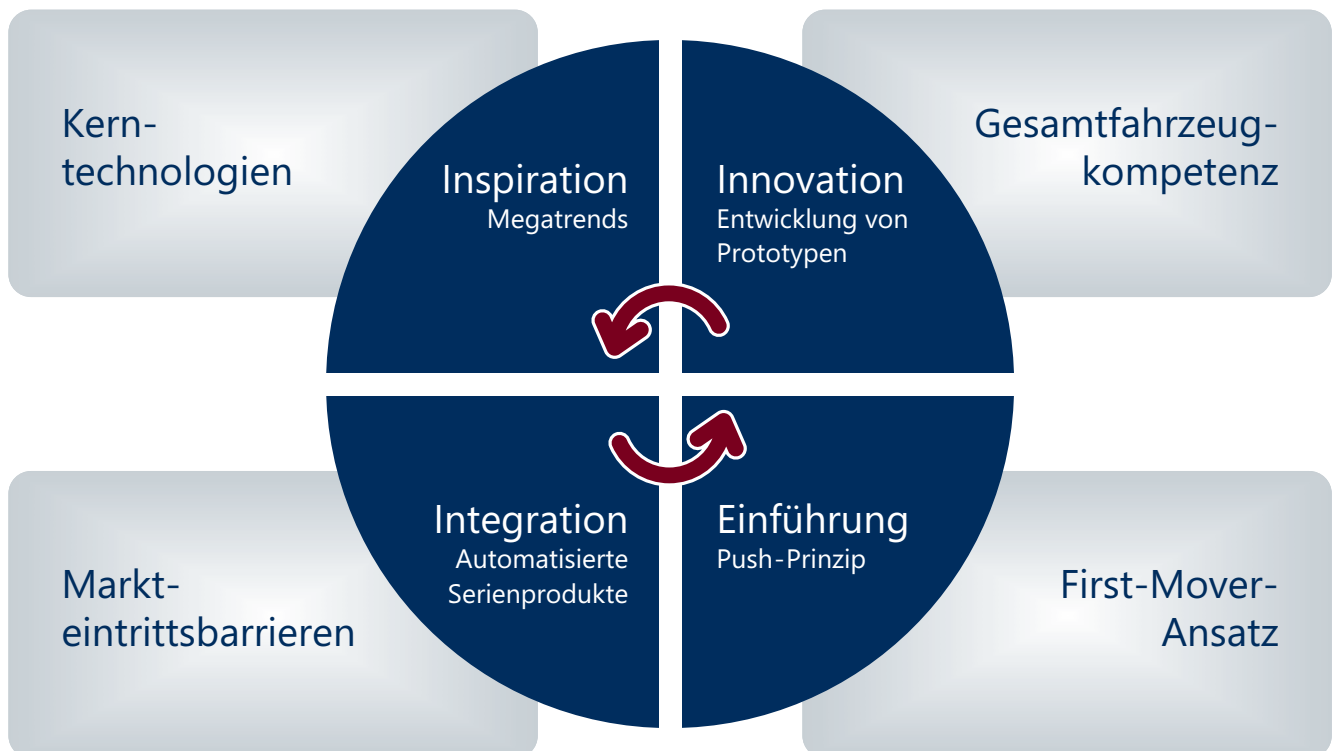 Kern-
technologien
Inspiration
Megatrends
Innovation
Entwicklung von
Prototypen
Gesamtfahrzeug-
kompetenz
Markt-
eintrittsbarrieren
Integration
Automatisierte
Serienprodukte
Einführung
Push-Prinzip
First-Mover-
Ansatz